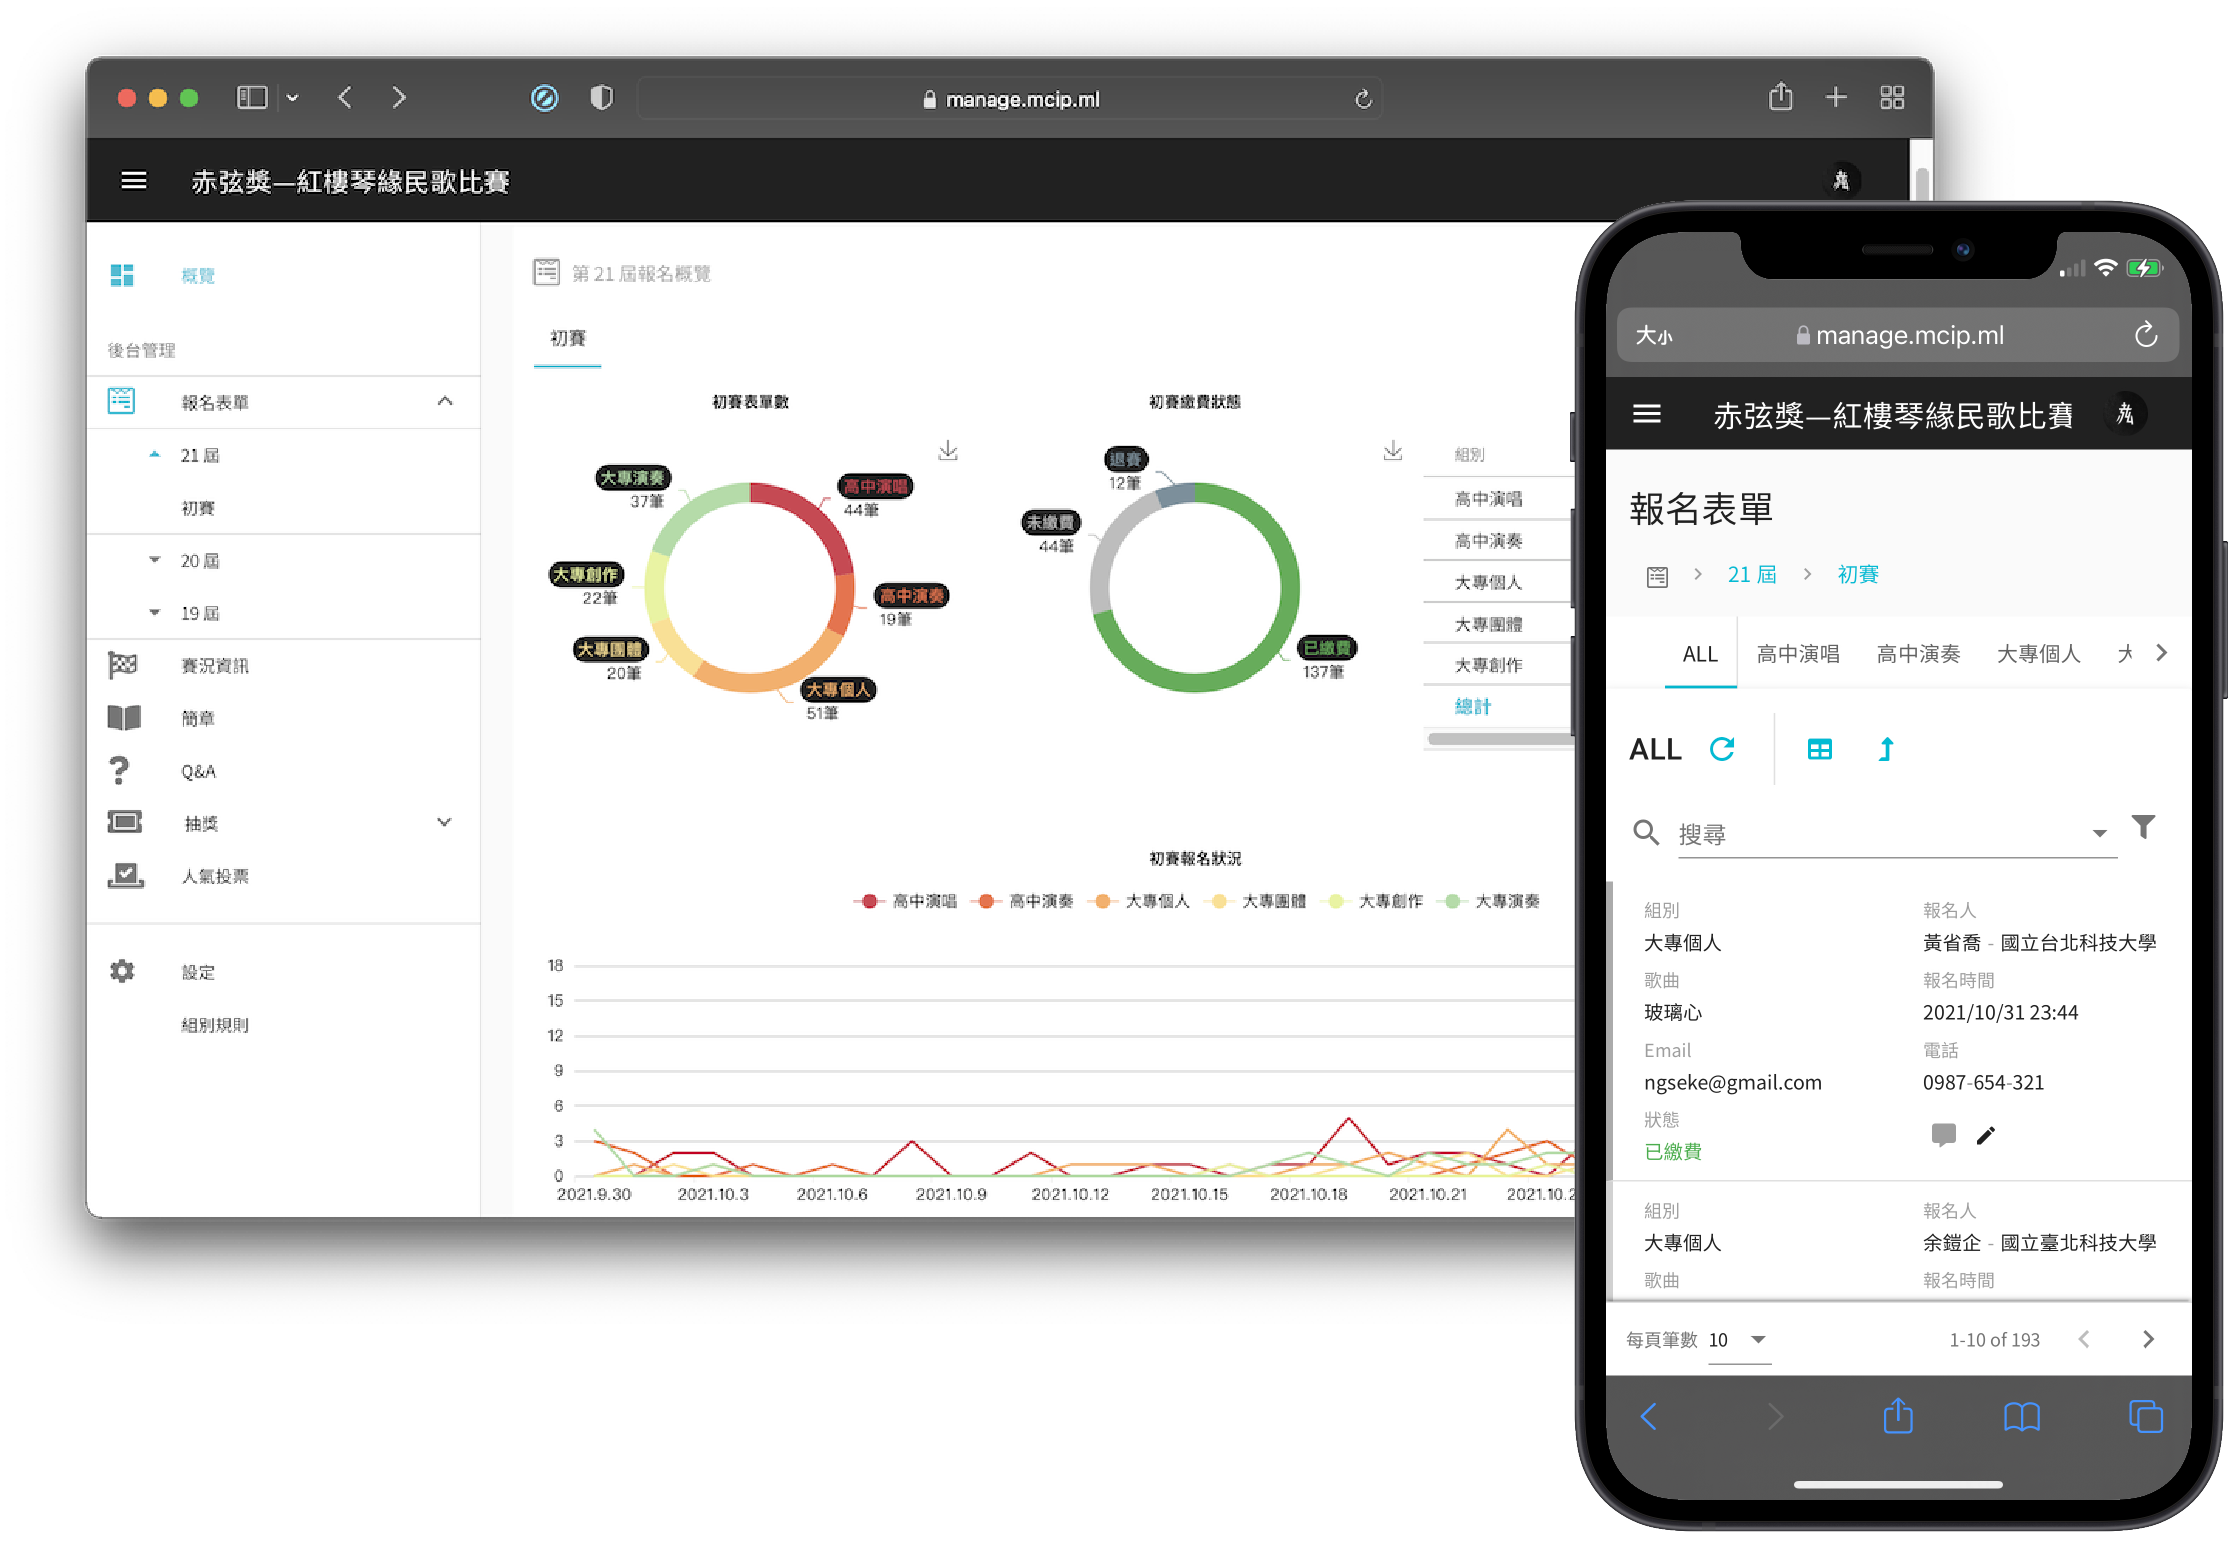 manage.mcip.ml
赤弦獎—紅樓琴緣民歌比賽
概覽
後台管理
報名表單
21 屆
初賽
20 屆
19 屆
賽況資訊
簡章
Q&A
抽獎
人氣投票
設定
組別規則
第 21 屆報名概覽
初賽
初賽表單數
大專演奏
37筆
高中演唱
44筆
大專創作
22筆
高中演奏
19筆
大專團體
20筆
大專個人
51筆
初賽繳費狀態
退賽
12筆
未繳費
44筆
已繳費
137筆
組別
高中演唱
高中演奏
大專個人
大專團體
大專創作
總計
初賽報名狀況
高中演唱 高中演奏 大專個人 大專團體 大專創作 大專演奏
18
15
12
9
6
3
0
2021.9.30 2021.10.3 2021.10.6 2021.10.9 2021.10.12 2021.10.15 2021.10.18 2021.10.21 2021.10.2
大小 manage.mcip.ml
赤弦獎—紅樓琴緣民歌比賽
報名表單
21 屆 初賽
ALL 高中演唱 高中演奏 大專個人
ALL
搜尋
組別 報名人
大專個人 黃省喬 - 國立台北科技大學
歌曲 報名時間
玻璃心 2021/10/31 23:44
Email 電話
ngseke@gmail.com 0987-654-321
狀態
已繳費
組別 報名人
大專個人 余鎧企 - 國立臺北科技大學
歌曲 報名時間
每頁筆數 10 1-10 of 193